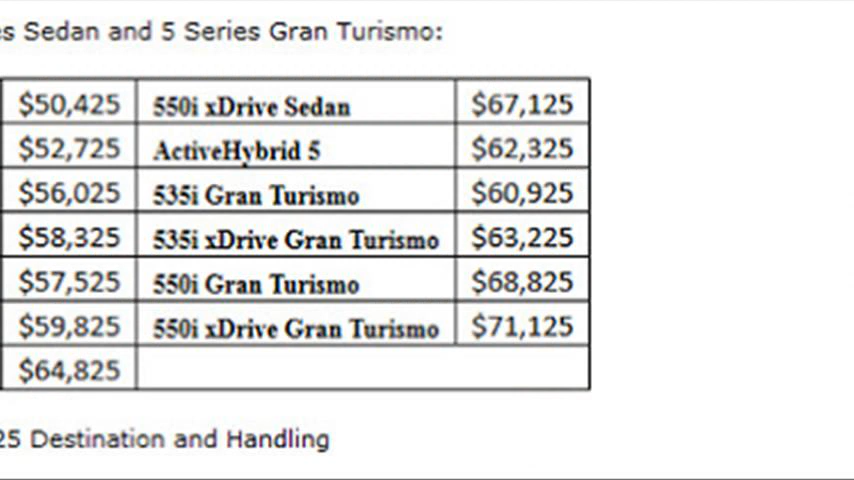 es Sedan and 5 Series Gran Turismo:
$50,425 550i xDrive Sedan $67,125
$52,725 ActiveHybrid 5 $62,325
$56,025 535i Gran Turismo $60,925
$58,325 535i xDrive Gran Turismo $63,225
$57,525 550i Gran Turismo $68,825
$59,825 550i xDrive Gran Turismo $71,125
$64,825
25 Destination and Handling